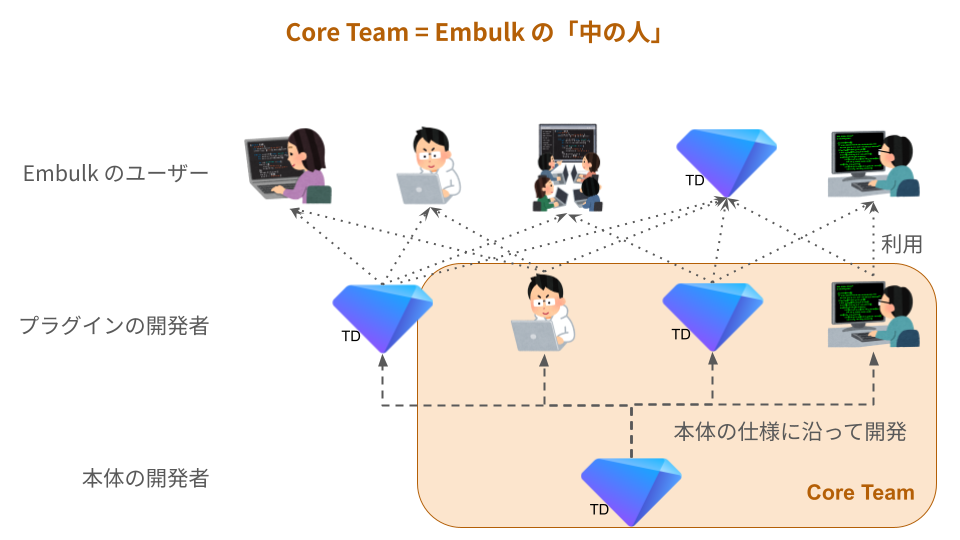 Core Team = Embulk の「中の人」
Embulk のユーザー
TD
利用
プラグインの開発者
TD
TD
本体の仕様に沿って開発
本体の開発者
TD
Core Team